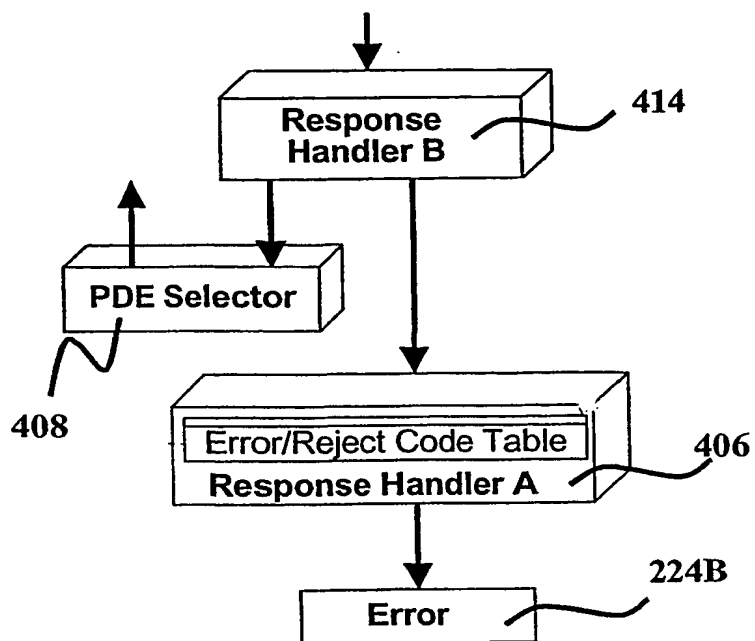 Response
Handler B
414
PDE Selector
408
Error/Reject Code Table
Response Handler A
406
Error
224B